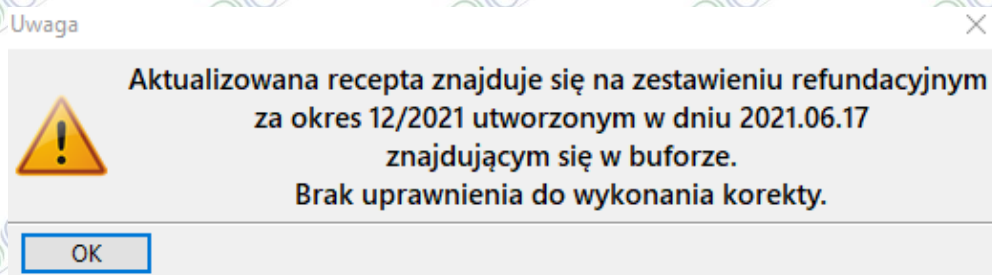 Uwaga
Aktualizowana recepta znajduje się na zestawieniu refundacyjnym
za okres 12/2021 utworzonym w dniu 2021.06.17
znajdującym się w buforze.
Brak uprawnienia do wykonania korekty.
OK